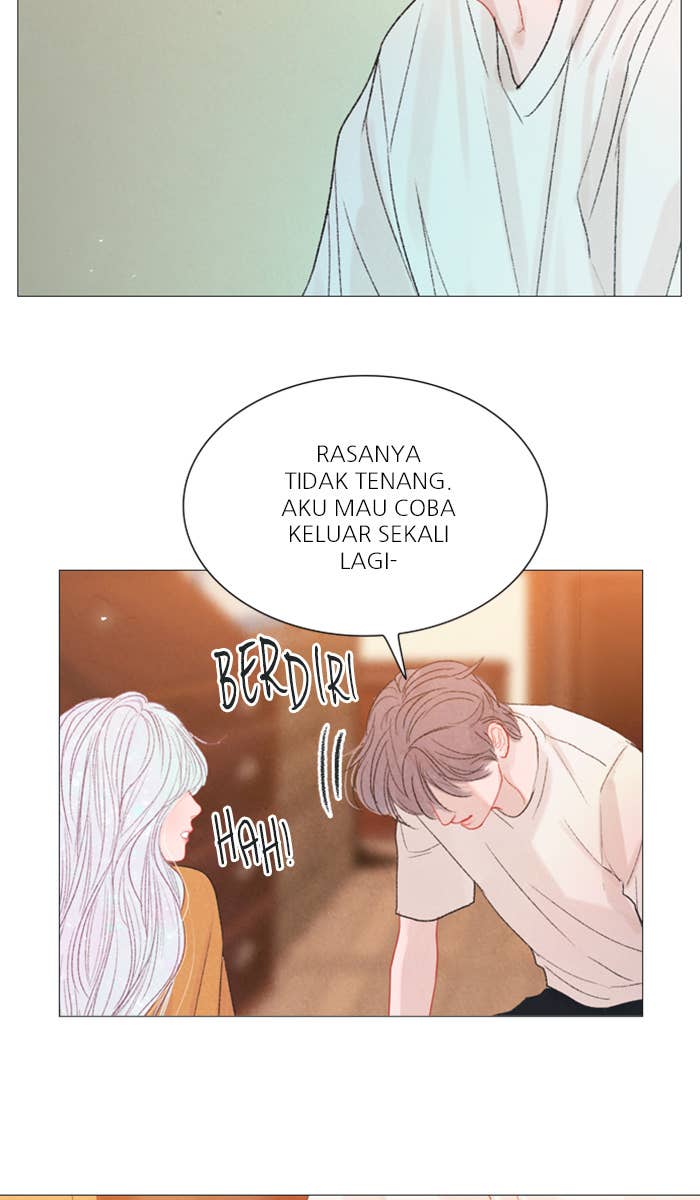 RASANYA
TIDAK TENANG.
AKU MAU COBA
KELUAR SEKALI
LAGI-
BERDIRI
HAH!